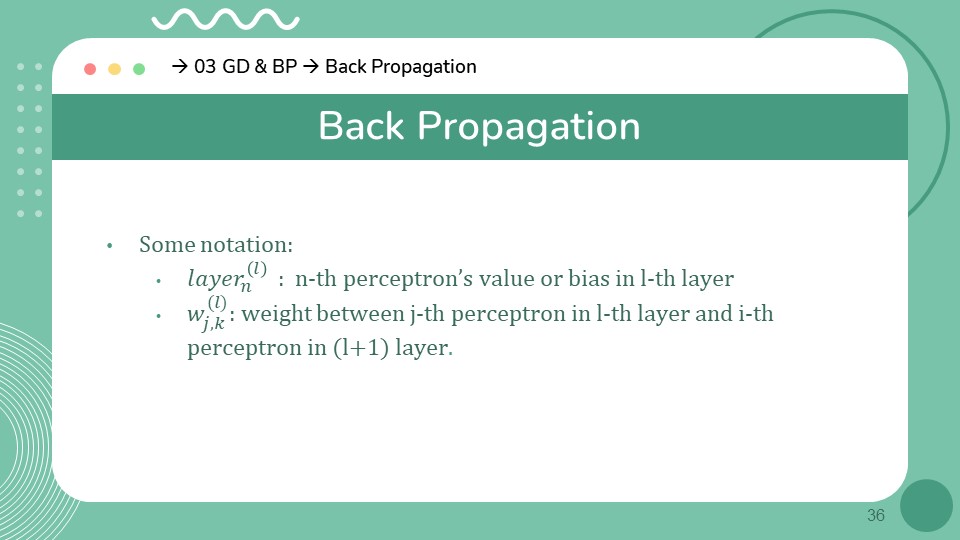 → 03 GD & BP → Back Propagation
Back Propagation
• Some notation:
• layer_n^(l) : n-th perceptron’s value or bias in l-th layer
• w_{j,k}^(l): weight between j-th perceptron in l-th layer and i-th
perceptron in (l+1) layer.
36